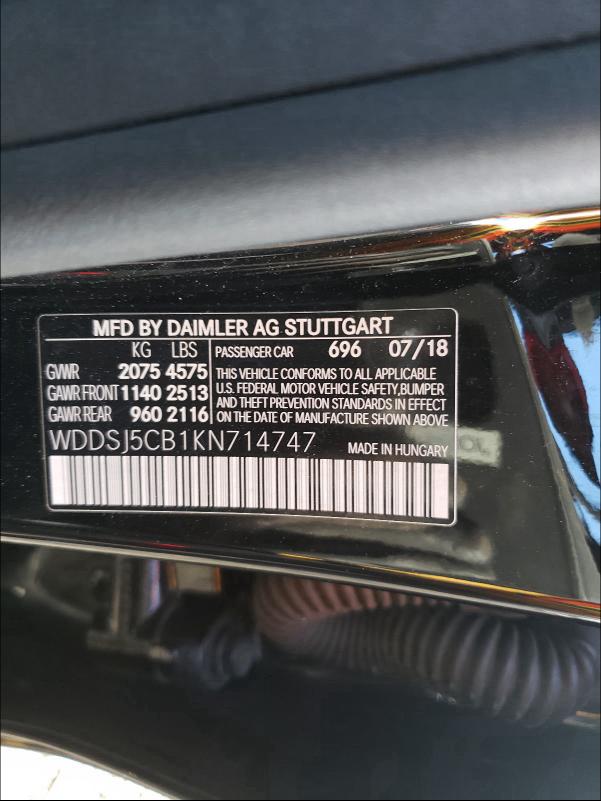 MFD BY DAIMLER AG STUTTGART
KG LBS
GVWR 2075 4575
GAWR FRONT 1140 2513
GAWR REAR 960 2116
PASSENGER CAR 696 07/18
THIS VEHICLE CONFORMS TO ALL APPLICABLE
U.S. FEDERAL MOTOR VEHICLE SAFETY, BUMPER
AND THEFT PREVENTION STANDARDS IN EFFECT
ON THE DATE OF MANUFACTURE SHOWN ABOVE
WDDSJ5CB1KN714747
MADE IN HUNGARY